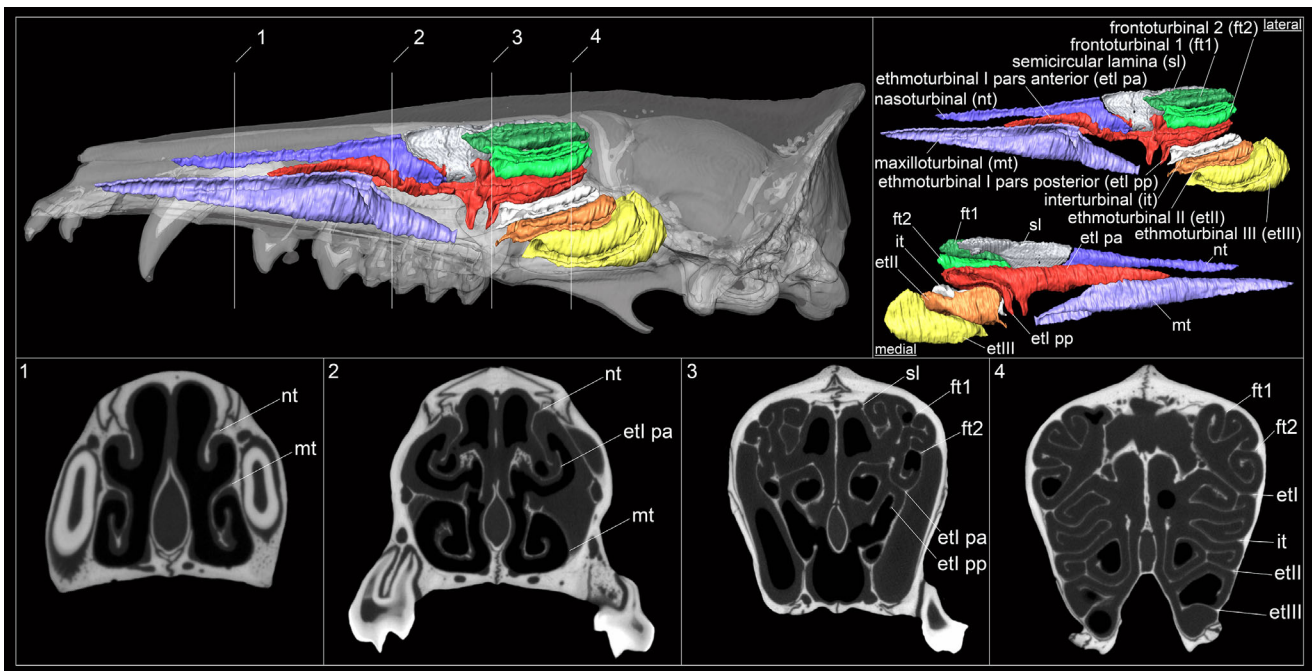 1
2
3
4
frontoturbinal 2 (ft2)
lateral
frontoturbinal 1 (ft1)
semicircular lamina (sl)
ethmoturbinal I pars anterior (etI pa)
nasoturbinal (nt)
maxilloturbinal (mt)
ethmoturbinal I pars posterior (etI pp)
interturbinal (it)
ethmoturbinal II (etII)
ethmoturbinal III (etIII)
ft2
ft1
sl
etI pa
nt
it
etII
mt
etI pp
etIII
medial
1
nt
mt
2
nt
etI pa
mt
3
sl
ft1
ft2
etI pa
etI pp
4
ft1
ft2
etI
it
etII
etIII